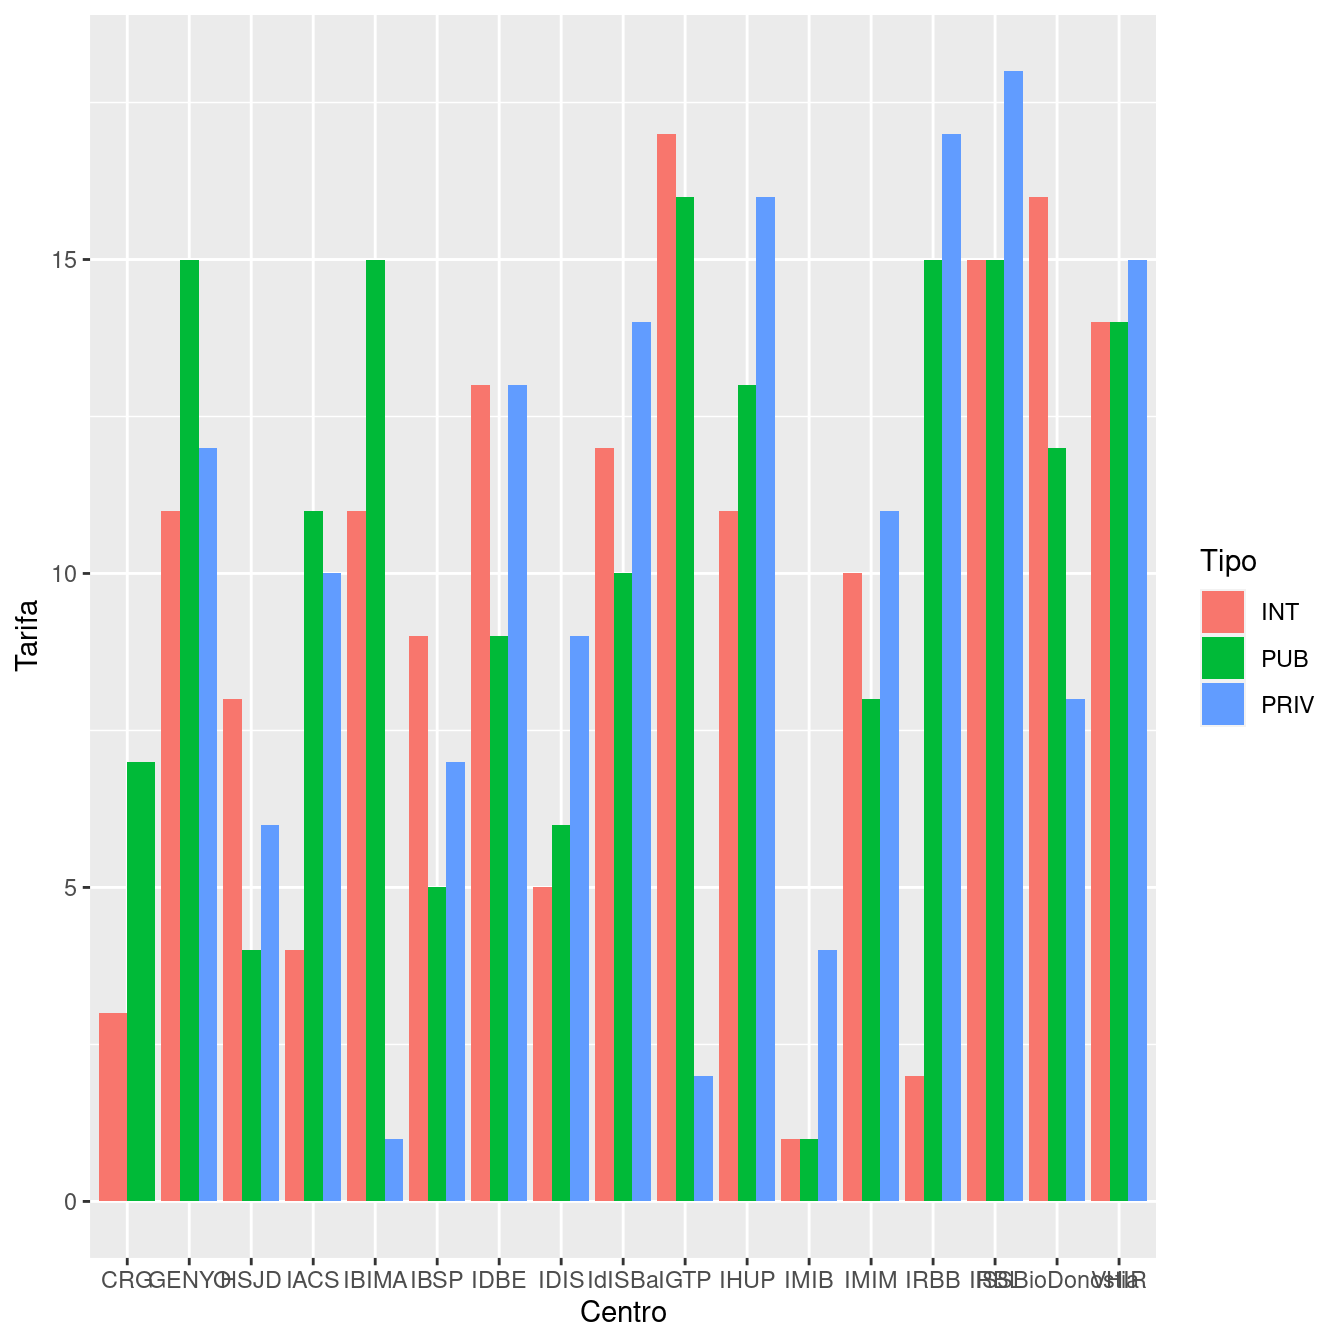 15
10
5
0
Tarifa
CRG GENYO HSJD IACS IBIMA IBSP IDBE IDIS IdISBa IGTP IHUP IMIB IMIM IRBB VHIR
Centro
Tipo
INT
PUB
PRIV